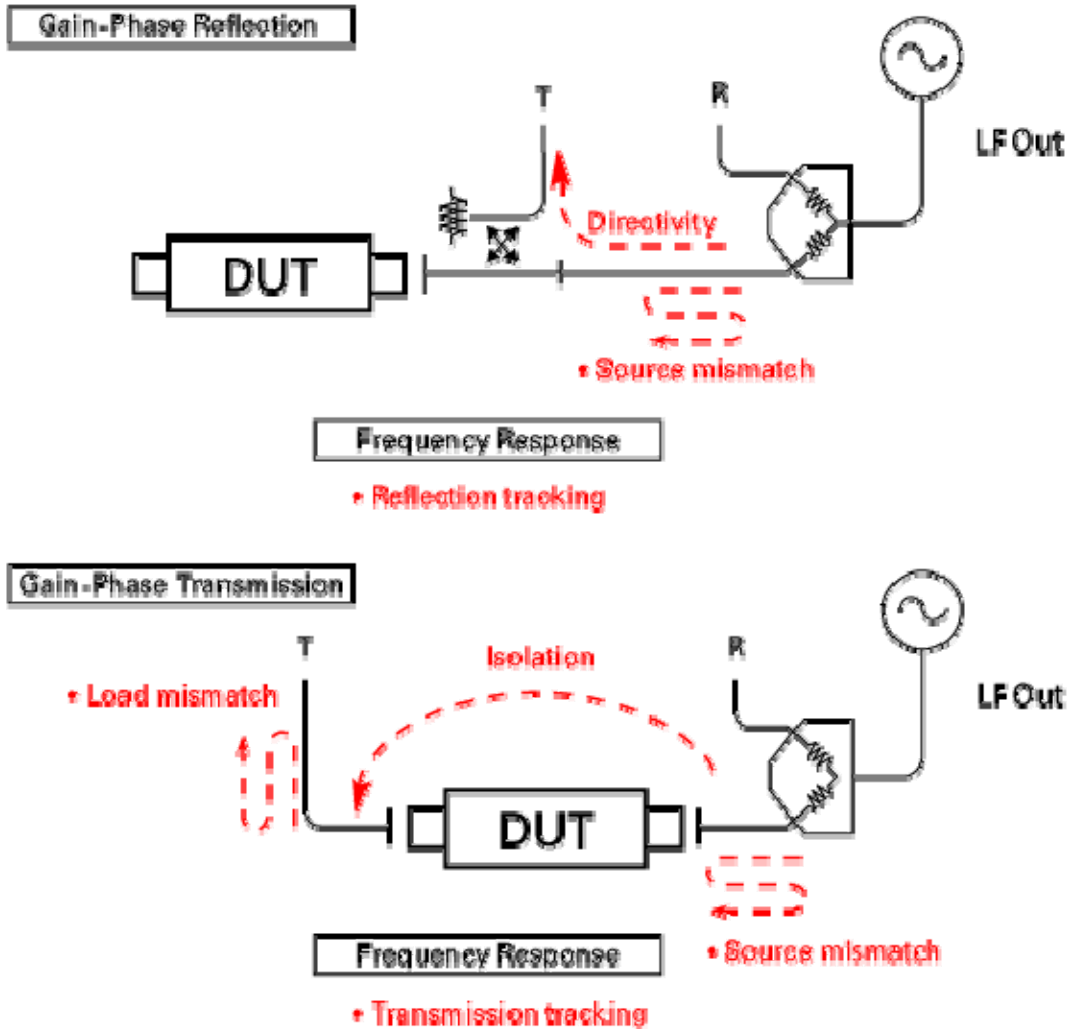 Gain-Phase Reflection
T
R
LF Out
Directivity
DUT
• Source mismatch
Frequency Response
• Reflection tracking
Gain-Phase Transmission
T
Isolation
R
• Load mismatch
LF Out
DUT
Frequency Response
• Source mismatch
• Transmission tracking